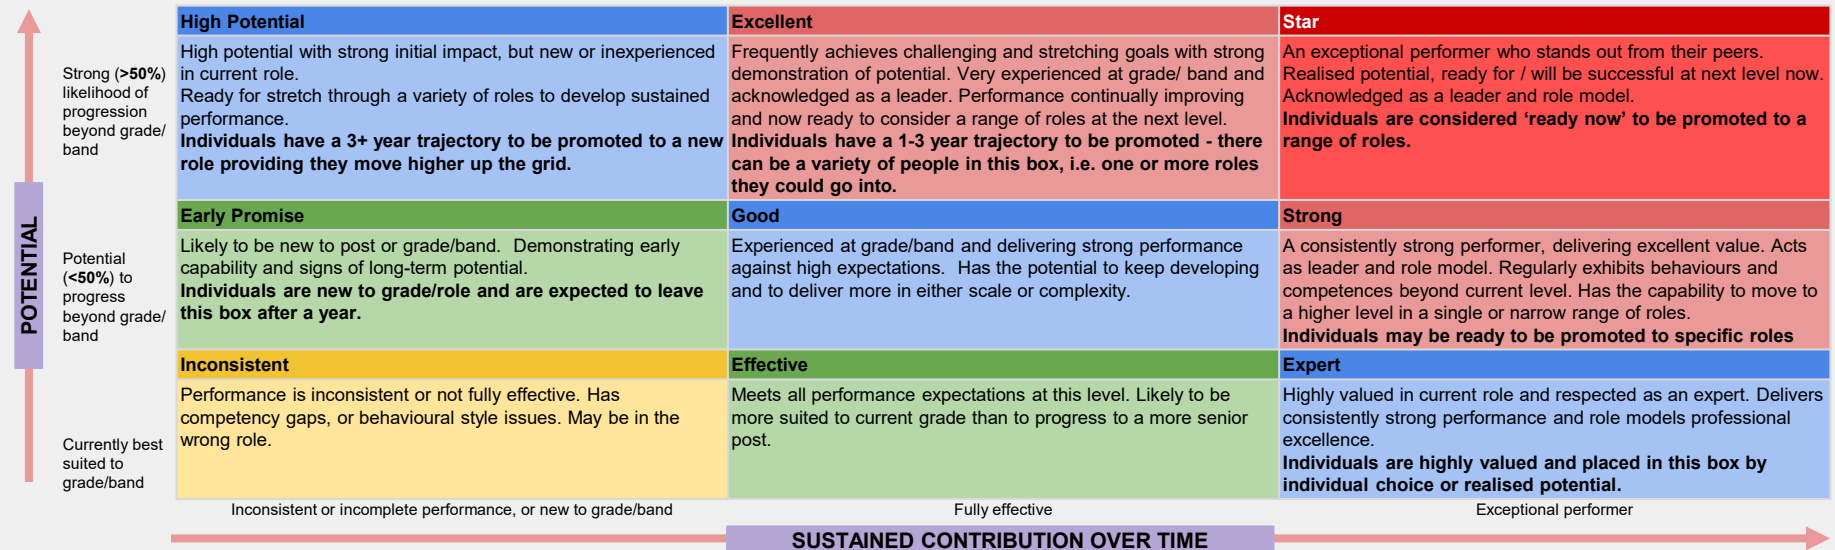 High Potential
High potential with strong initial impact, but new or inexperienced
in current role.
Ready for stretch through a variety of roles to develop sustained
performance.
Individuals have a 3+ year trajectory to be promoted to a new
role providing they move higher up the grid.
Excellent
Frequently achieves challenging and stretching goals with strong
demonstration of potential. Very experienced at grade/ band and
acknowledged as a leader. Performance continually improving
and now ready to consider a range of roles at the next level.
Individuals have a 1-3 year trajectory to be promoted - there
can be a variety of people in this box, i.e. one or more roles
they could go into.
Star
An exceptional performer who stands out from their peers.
Realised potential, ready for / will be successful at next level now.
Acknowledged as a leader and role model.
Individuals are considered ‘ready now’ to be promoted to a
range of roles.
Strong (>50%)
likelihood of
progression
beyond grade/
band
POTENTIAL
Potential
(<50%) to
progress
beyond grade/
band
Early Promise
Likely to be new to post or grade/band.  Demonstrating early
capability and signs of long-term potential.
Individuals are new to grade/role and are expected to leave
this box after a year.
Good
Experienced at grade/band and delivering strong performance
against high expectations.  Has the potential to keep developing
and to deliver more in either scale or complexity.
Strong
A consistently strong performer, delivering excellent value. Acts
as leader and role model. Regularly exhibits behaviours and
competences beyond current level. Has the capability to move to
a higher level in a single or narrow range of roles.
Individuals may be ready to be promoted to specific roles
Currently best
suited to
grade/band
Inconsistent
Performance is inconsistent or not fully effective. Has
competency gaps, or behavioural style issues. May be in the
wrong role.
Effective
Meets all performance expectations at this level. Likely to be
more suited to current grade than to progress to a more senior
post.
Expert
Highly valued in current role and respected as an expert. Delivers
consistently strong performance and role models professional
excellence.
Individuals are highly valued and placed in this box by
individual choice or realised potential.
Inconsistent or incomplete performance, or new to grade/band
Fully effective
Exceptional performer
SUSTAINED CONTRIBUTION OVER TIME